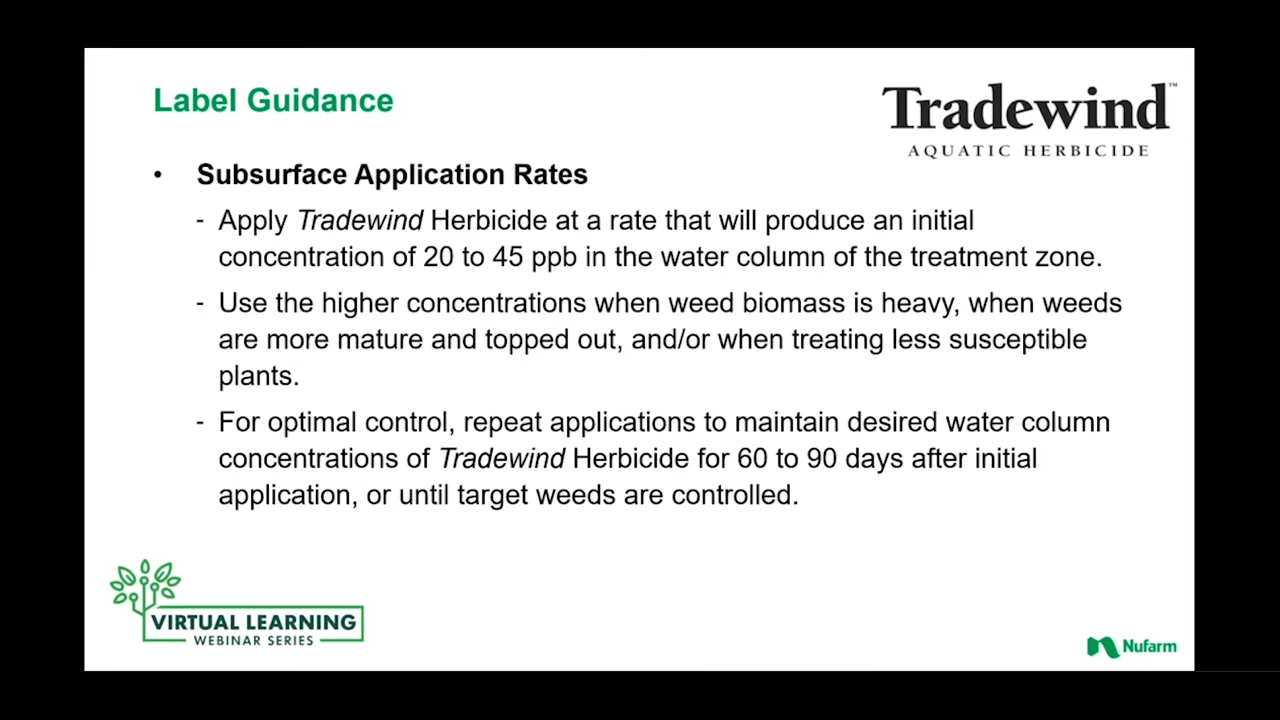 Label Guidance
Tradewind™
AQUATIC HERBICIDE
• Subsurface Application Rates
- Apply Tradewind Herbicide at a rate that will produce an initial
concentration of 20 to 45 ppb in the water column of the treatment zone.
- Use the higher concentrations when weed biomass is heavy, when weeds
are more mature and topped out, and/or when treating less susceptible
plants.
- For optimal control, repeat applications to maintain desired water column
concentrations of Tradewind Herbicide for 60 to 90 days after initial
application, or until target weeds are controlled.
VIRTUAL LEARNING
WEBINAR SERIES
Nufarm